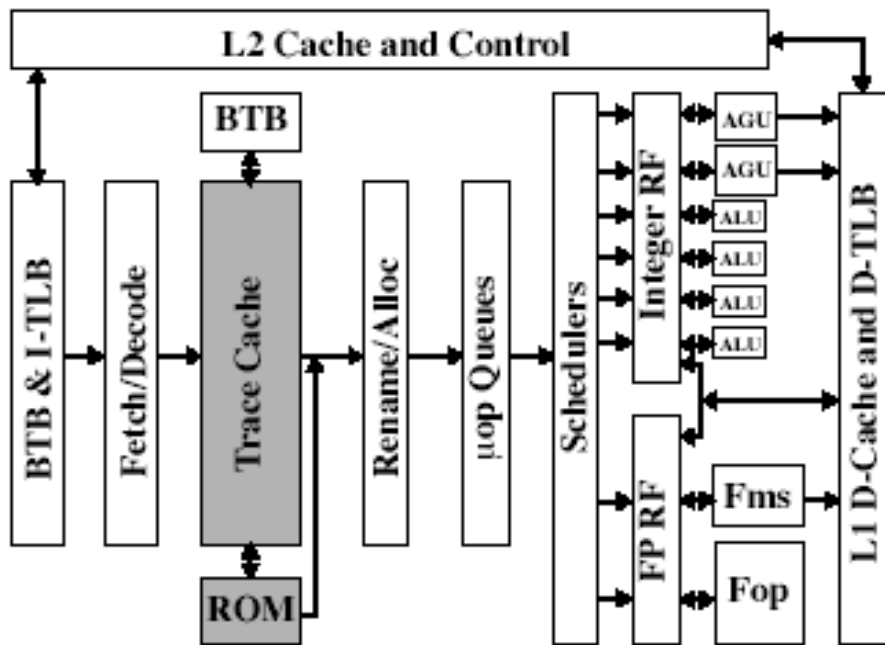 L2 Cache and Control
BTB & I-TLB
Fetch/Decode
BTB
Trace Cache
ROM
Rename/Alloc
µop Queues
Schedulers
Integer RF
FP RF
AGU
AGU
ALU
ALU
ALU
ALU
Fms
Fop
L1 D-Cache and D-TLB